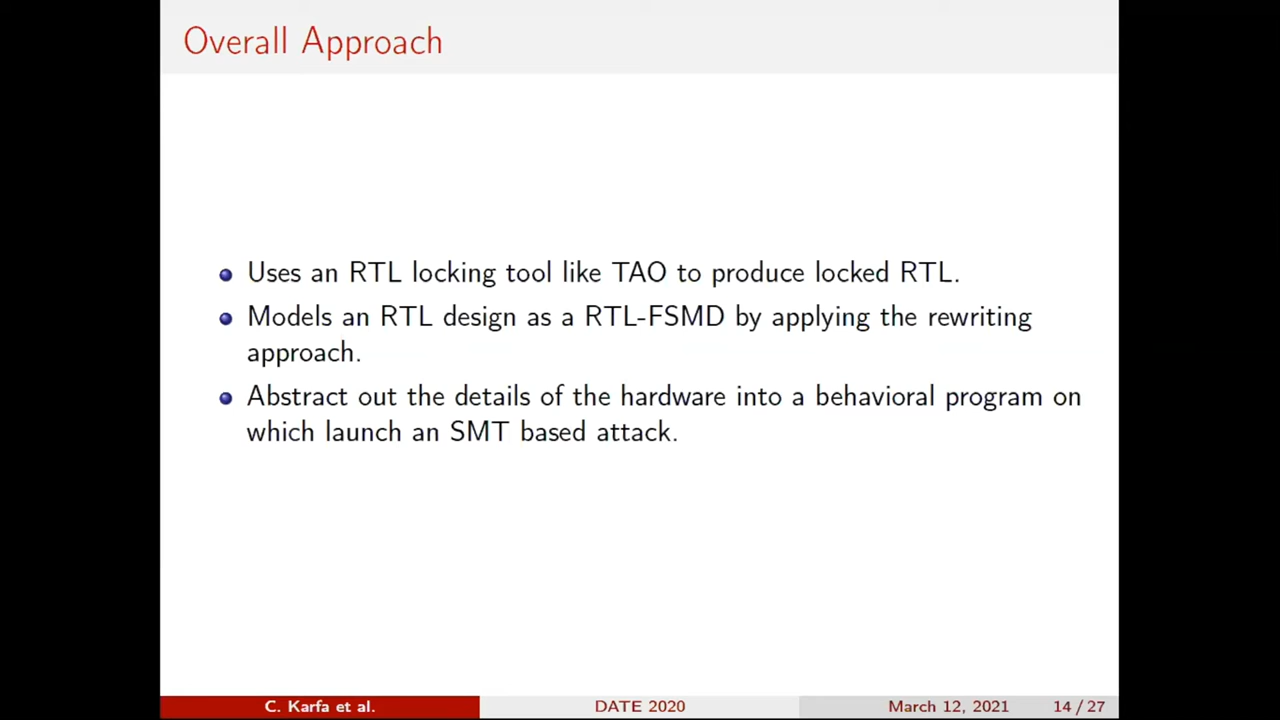 Overall Approach
Uses an RTL locking tool like TAO to produce locked RTL.
Models an RTL design as a RTL-FSMD by applying the rewriting
approach.
Abstract out the details of the hardware into a behavioral program on
which launch an SMT based attack.
C. Karfa et al. DATE 2020 March 12, 2021 14 / 27